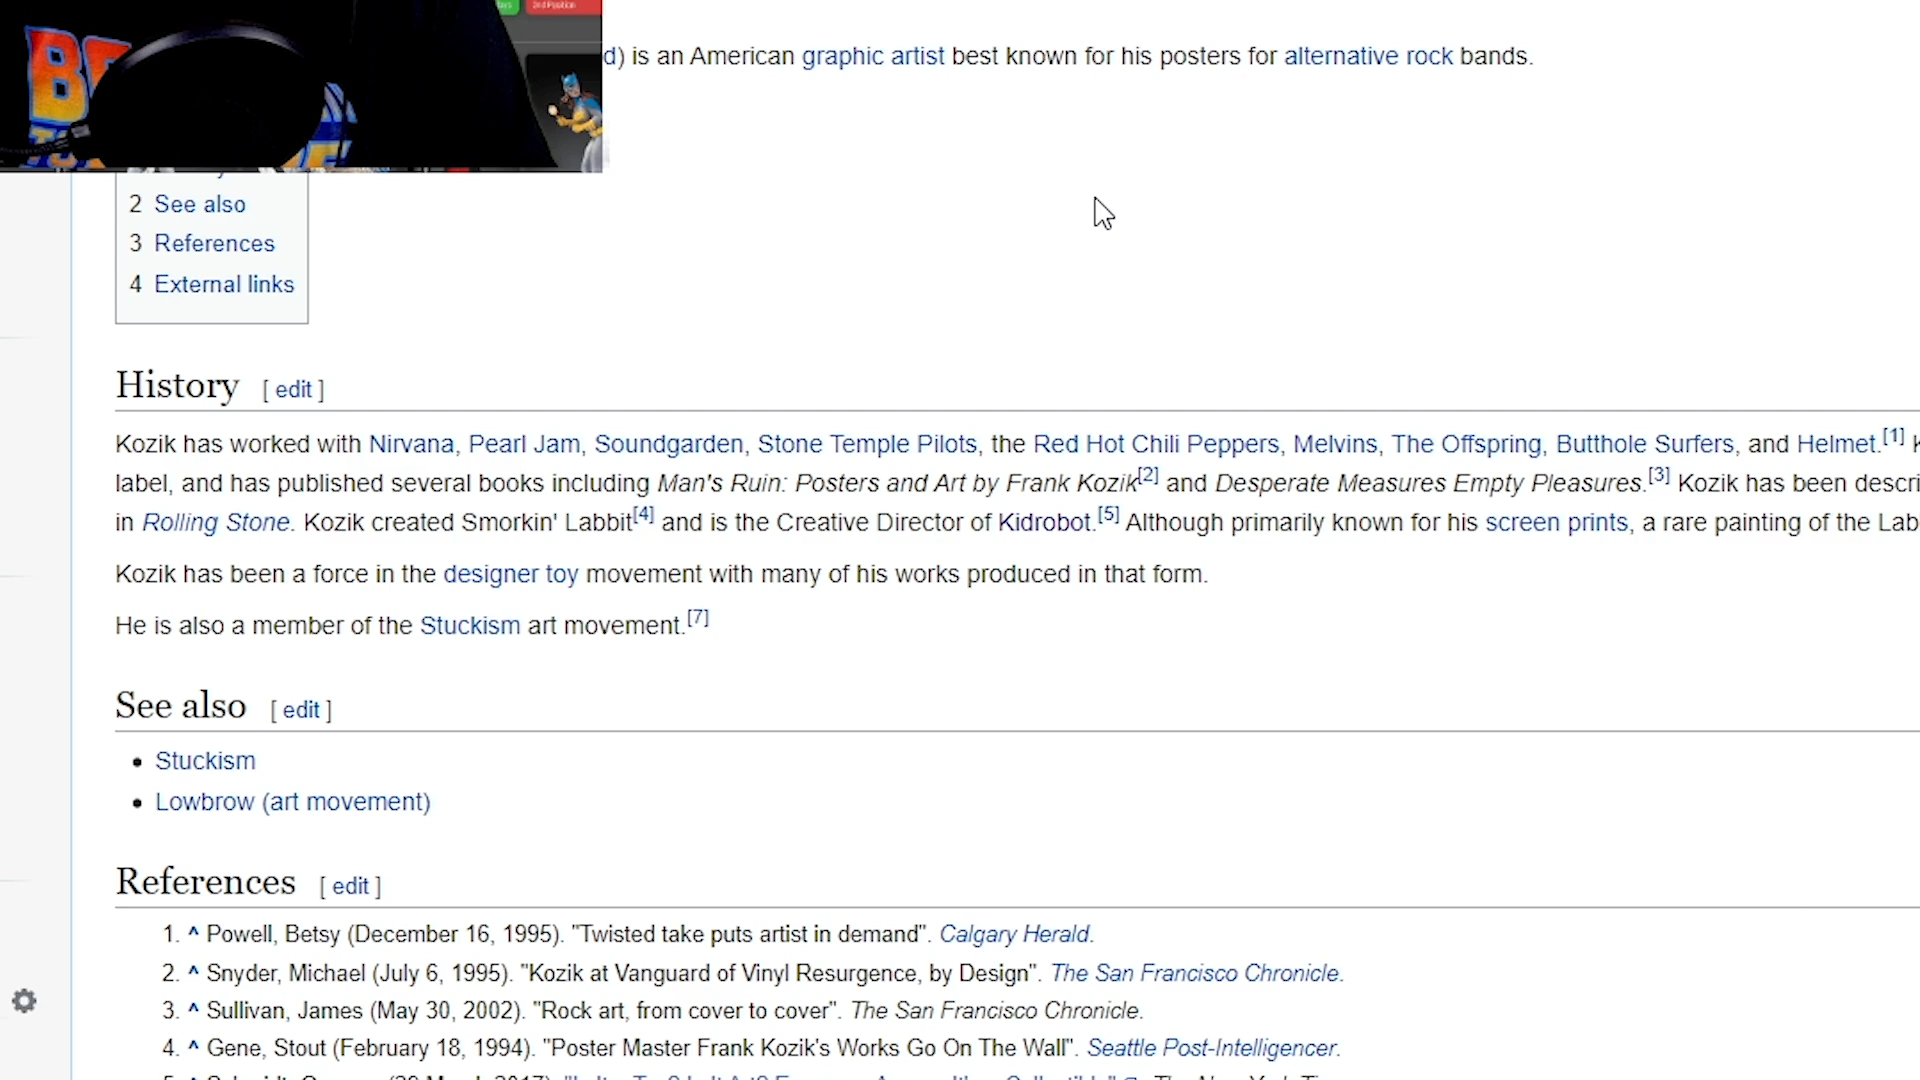 2nd Position
d) is an American graphic artist best known for his posters for alternative rock bands.
2 See also
3 References
4 External links
History [ edit ]
Kozik has worked with Nirvana, Pearl Jam, Soundgarden, Stone Temple Pilots, the Red Hot Chili Peppers, Melvins, The Offspring, Butthole Surfers, and Helmet.[1] K
label, and has published several books including Man's Ruin: Posters and Art by Frank Kozik[2] and Desperate Measures Empty Pleasures.[3] Kozik has been descri
in Rolling Stone. Kozik created Smorkin' Labbit[4] and is the Creative Director of Kidrobot.[5] Although primarily known for his screen prints, a rare painting of the Lab
Kozik has been a force in the designer toy movement with many of his works produced in that form.
He is also a member of the Stuckism art movement.[7]
See also [ edit ]
• Stuckism
• Lowbrow (art movement)
References [ edit ]
1. ^ Powell, Betsy (December 16, 1995). "Twisted take puts artist in demand". Calgary Herald.
2. ^ Snyder, Michael (July 6, 1995). "Kozik at Vanguard of Vinyl Resurgence, by Design". The San Francisco Chronicle.
3. ^ Sullivan, James (May 30, 2002). "Rock art, from cover to cover". The San Francisco Chronicle.
4. ^ Gene, Stout (February 18, 1994). "Poster Master Frank Kozik's Works Go On The Wall". Seattle Post-Intelligencer.